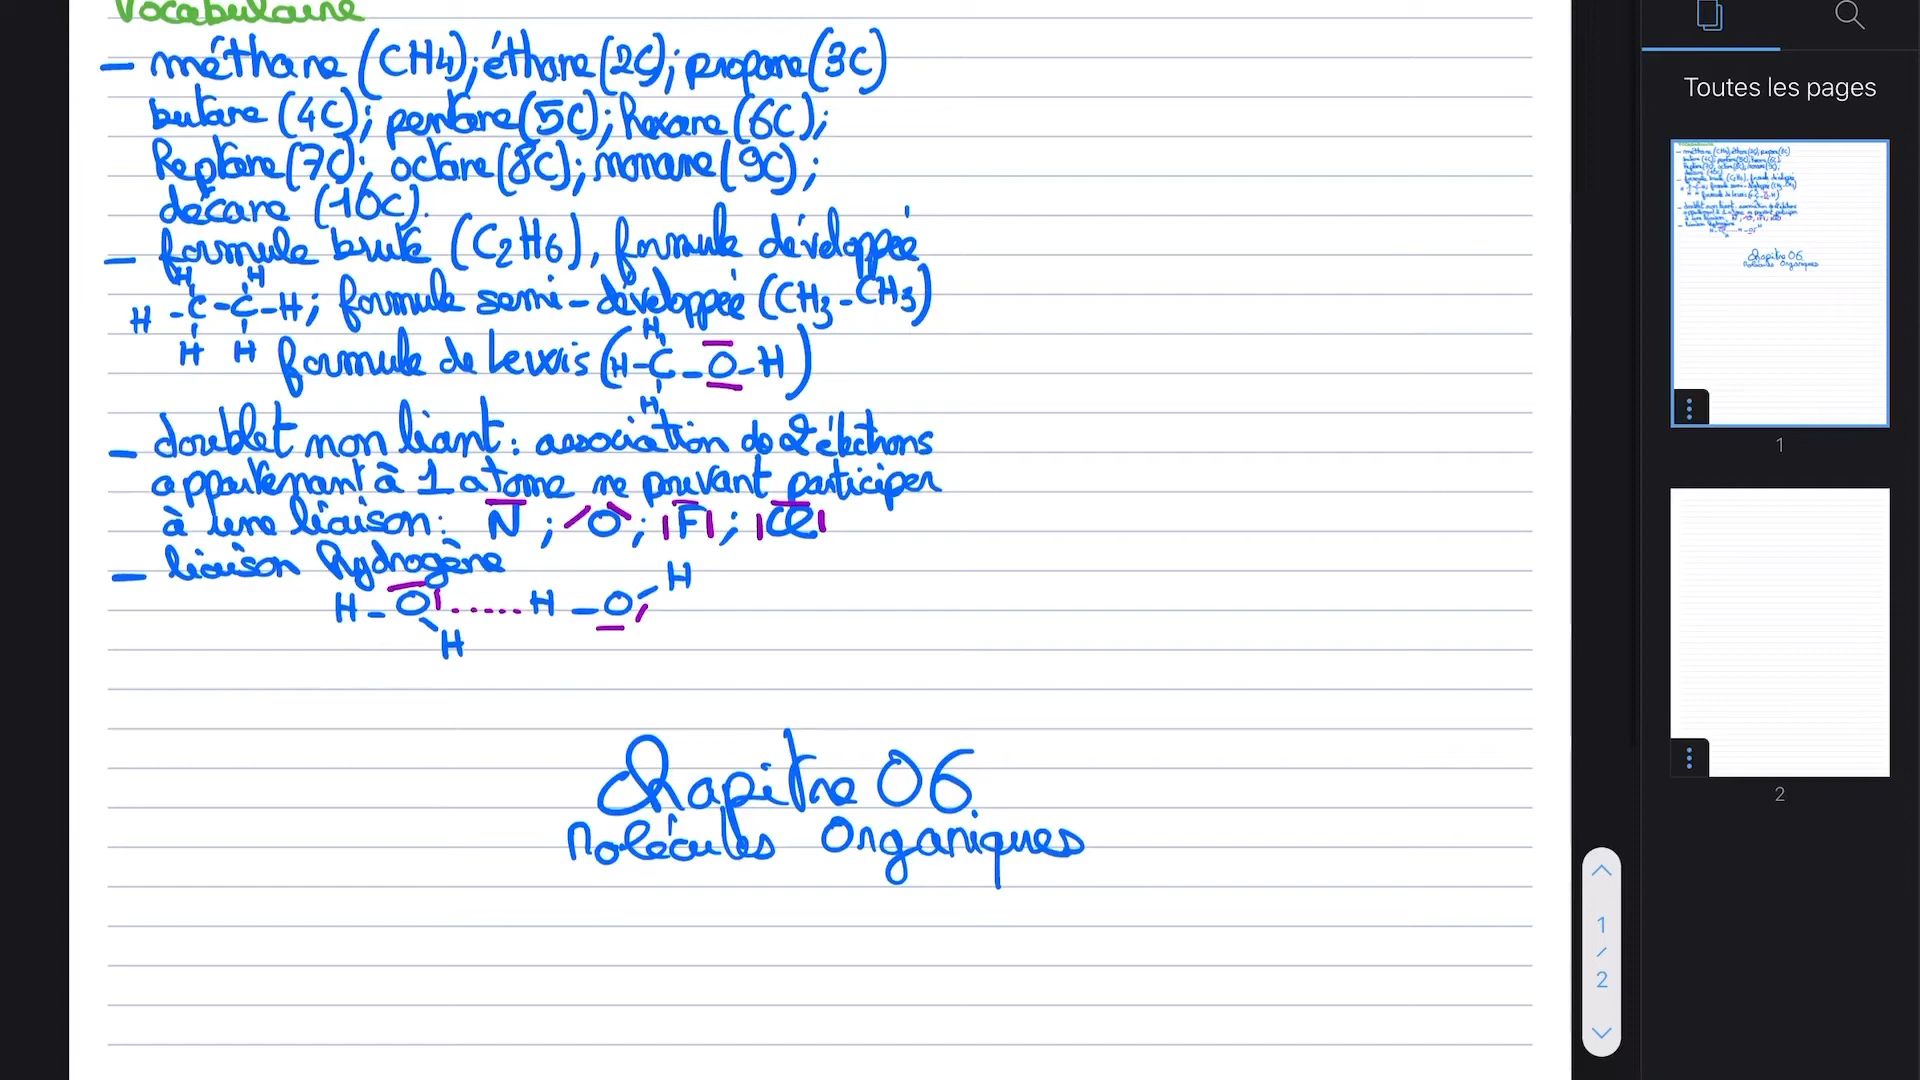 Vocabulaire
- méthane (CH4); éthane (2C); propane (3C)
butane (4C); pentane (5C); hexane (6C);
heptane (7C); octane (8C); nonane (9C);
décane (10C).
- formule brute (C2H6), formule développée
H H
H - C - C - H; formule semi-développée (CH3-CH3)
H H
H
formule de Lewis (H-C-O-H)
H
- doublet non liant: association de 2 électrons
appartenant à 1 atome ne pouvant participer
à une liaison: N; O; F; Cl
- liaison hydrogène
H
H - O ...... H - O
H
Chapitre 06
Molécules Organiques
Toutes les pages
1
2
1
/
2